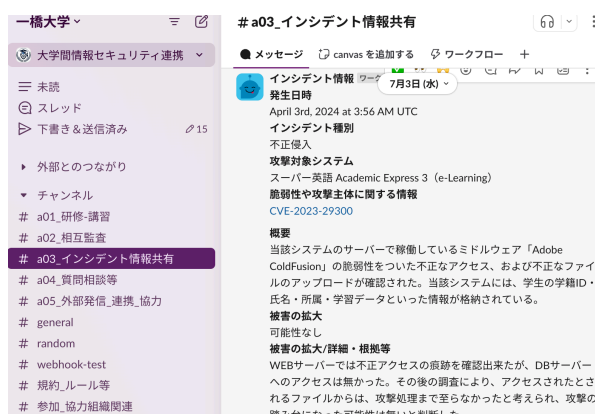 一橋大学
大学間情報セキュリティ連携
未読
スレッド
下書き＆送信済み 15
外部とのつながり
チャンネル
# a01_研修-講習
# a02_相互監査
# a03_インシデント情報共有
# a04_質問相談等
# a05_外部発信_連携_協力
# general
# random
# webhook-test
# 規約_ルール等
# 参加_協力組織関連
# a03_インシデント情報共有
メッセージ canvas を追加する ワークフロー +
7月3日 (水)
インシデント情報
発生日時
April 3rd, 2024 at 3:56 AM UTC
インシデント種別
不正侵入
攻撃対象システム
スーパー英語 Academic Express 3（e-Learning）
脆弱性や攻撃主体に関する情報
CVE-2023-29300
概要
当該システムのサーバーで稼働しているミドルウェア「Adobe
ColdFusion」の脆弱性をついた不正なアクセス、および不正なファイ
ルのアップロードが確認された。当該システムには、学生の学籍ID・
氏名・所属・学習データといった情報が格納されている。
被害の拡大
可能性なし
被害の拡大/詳細・根拠等
WEBサーバーでは不正アクセスの痕跡を確認出来たが、DBサーバー
へのアクセスは無かった。その後の調査により、アクセスされたとさ
れるファイルからは、攻撃処理まで至らなかったと考えられ、攻撃の
踏み台になった可能性は無いと判断した